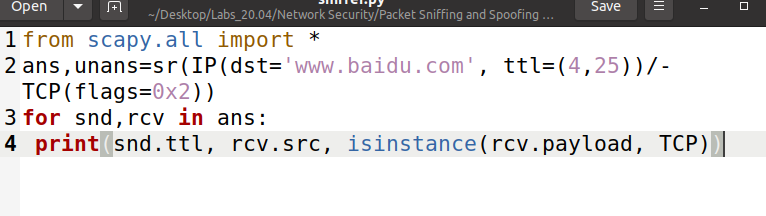 Open
sniffer.py
~/Desktop/Labs_20.04/Network Security/Packet Sniffing and Spoofing ...
Save
1 from scapy.all import *
2 ans,unans=sr(IP(dst='www.baidu.com', ttl=(4,25))/-
TCP(flags=0x2))
3 for snd,rcv in ans:
4  print(snd.ttl, rcv.src, isinstance(rcv.payload, TCP))